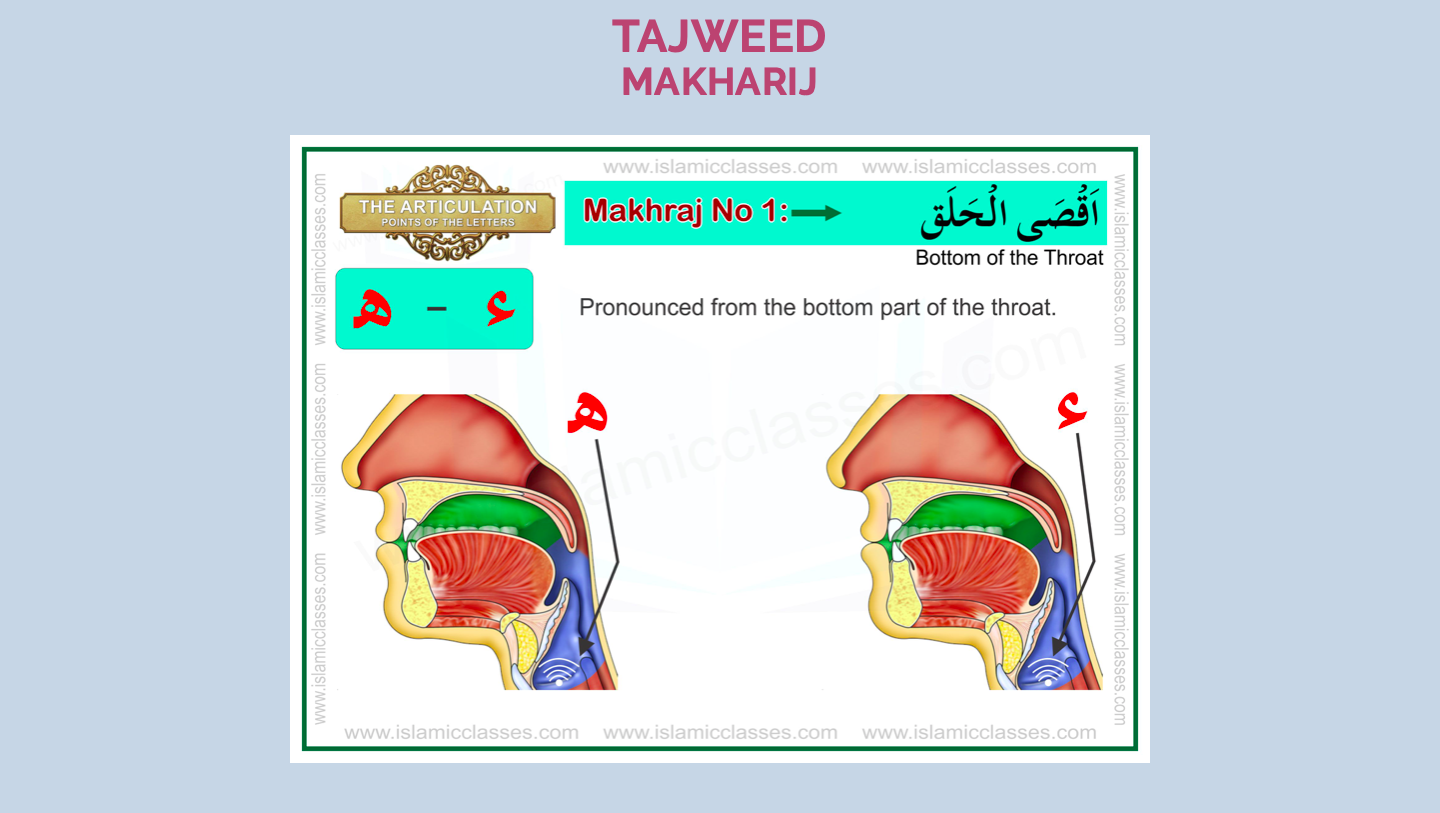 TAJWEED
MAKHARIJ
www.islamicclasses.com www.islamicclasses.com
THE ARTICULATION
POINTS OF THE LETTERS
Makhraj No 1:
اَقْصَى الْحَلَق
Bottom of the Throat
ء – ھ
Pronounced from the bottom part of the throat.
ھ
ء
www.islamicclasses.com www.islamicclasses.com www.islamicclasses.com
www.islamicclasses.com www.islamicclasses.com www.islamicclasses.com
www.islamicclasses.com www.islamicclasses.com www.islamicclasses.com